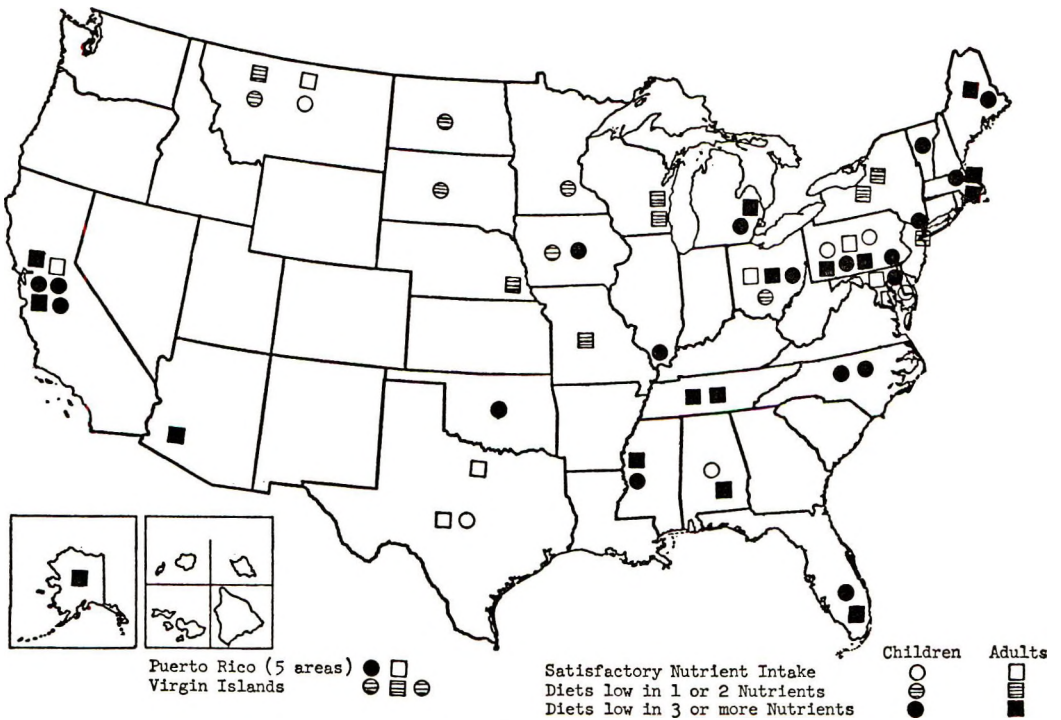 Puerto Rico (5 areas)
Virgin Islands
Children Adults
Satisfactory Nutrient Intake
Diets low in 1 or 2 Nutrients
Diets low in 3 or more Nutrients